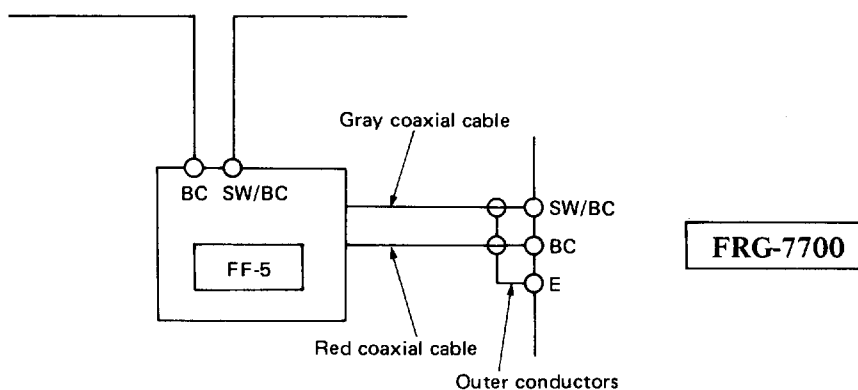 Gray coaxial cable
BC SW/BC
SW/BC
BC
FRG-7700
FF-5
E
Red coaxial cable
Outer conductors